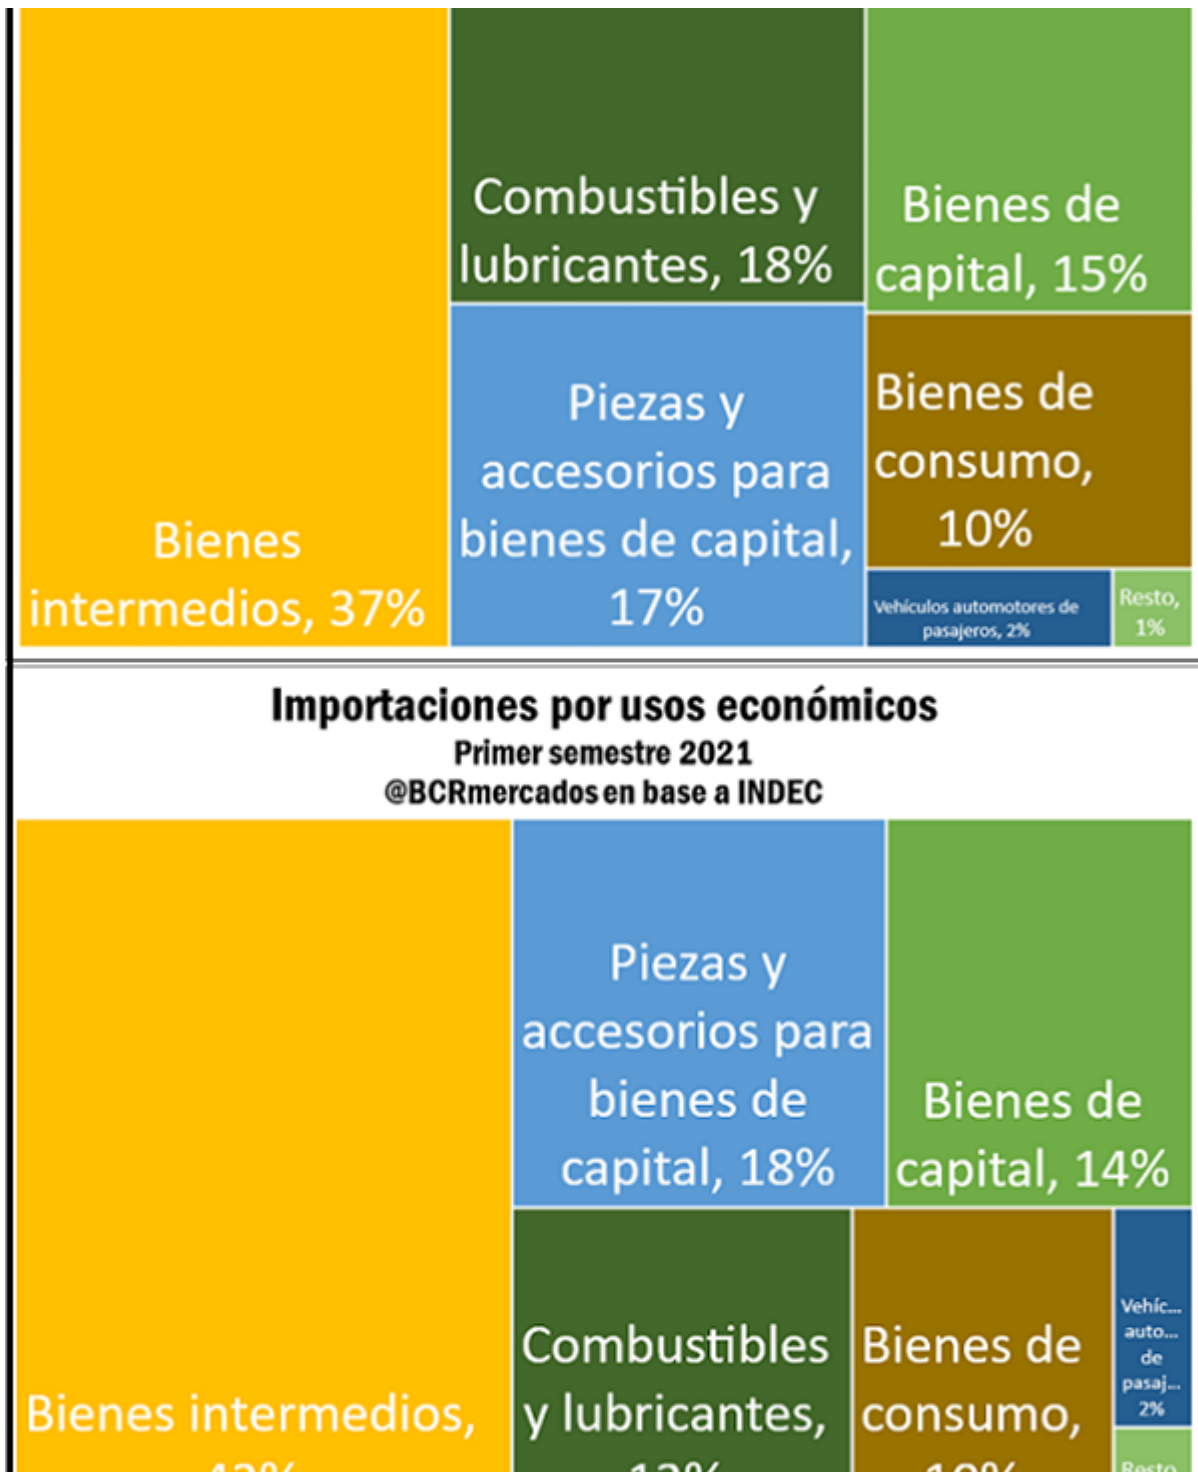 Combustibles y
lubricantes, 18%
Bienes de
capital, 15%
Piezas y
accesorios para
bienes de capital,
17%
Bienes de
consumo,
10%
Bienes
intermedios, 37%
Vehículos automotores de
pasajeros, 2%
Resto,
1%
Importaciones por usos económicos
Primer semestre 2021
@BCRmercados en base a INDEC
Piezas y
accesorios para
bienes de
capital, 18%
Bienes de
capital, 14%
Bienes intermedios,
Combustibles
y lubricantes,
Bienes de
consumo,
10%
Vehíc...
auto...
de
pasaj...
2%
Resto